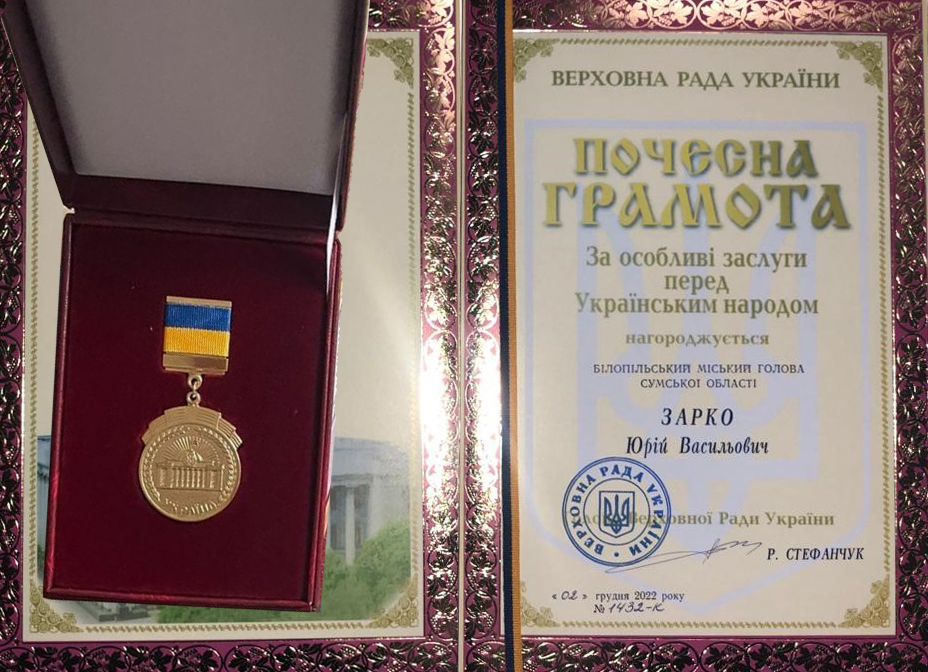 УКРАЇНА
ВЕРХОВНА РАДА УКРАЇНИ
ПОЧЕСНА
ГРАМОТА
За особливі заслуги
перед
Українським народом
нагороджується
БІЛОПІЛЬСЬКИЙ МІСЬКИЙ ГОЛОВА
СУМСЬКОЇ ОБЛАСТІ
ЗАРКО
Юрій Васильович
ВЕРХОВНА РАДА УКРАЇНИ
Верховної Ради України
Р. СТЕФАНЧУК
« 02 » грудня 2022 року
№ 1432-к